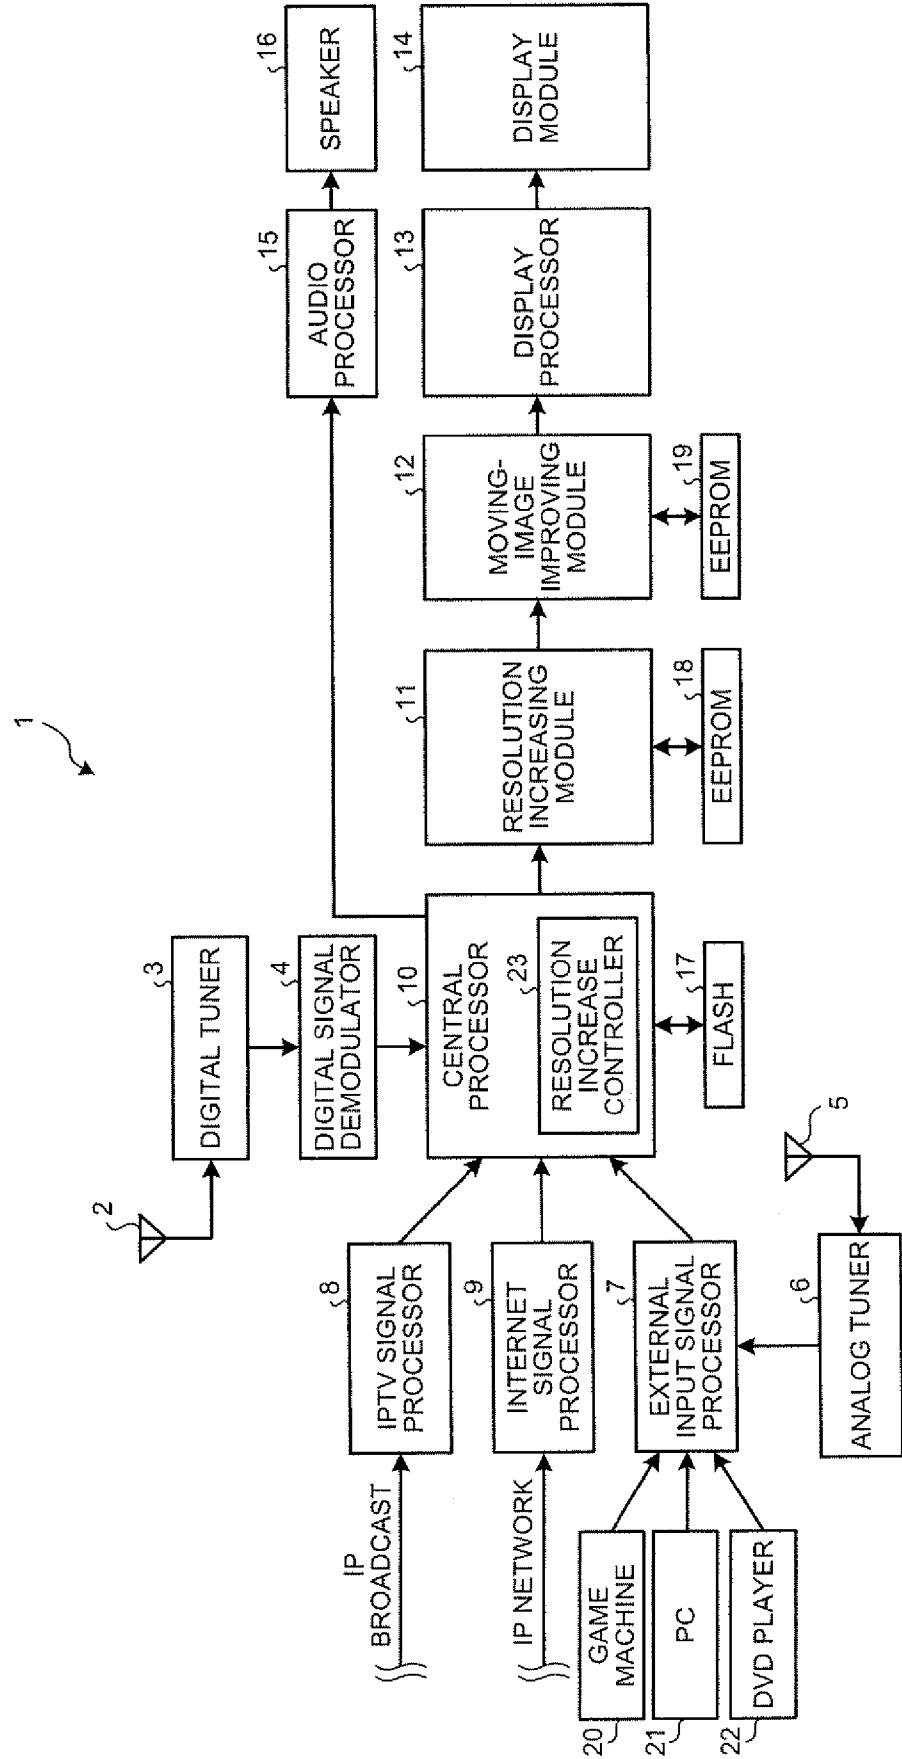 1
2
3
DIGITAL TUNER
4
DIGITAL SIGNAL
DEMODULATOR
IP
BROADCAST
8
IPTV SIGNAL
PROCESSOR
IP NETWORK
9
INTERNET
SIGNAL
PROCESSOR
20
GAME
MACHINE
21
PC
22
DVD PLAYER
7
EXTERNAL
INPUT SIGNAL
PROCESSOR
6
ANALOG TUNER
5
10
CENTRAL
PROCESSOR
23
RESOLUTION
INCREASE
CONTROLLER
17
FLASH
11
RESOLUTION
INCREASING
MODULE
18
EEPROM
12
MOVING-
IMAGE
IMPROVING
MODULE
19
EEPROM
15
AUDIO
PROCESSOR
16
SPEAKER
13
DISPLAY
PROCESSOR
14
DISPLAY
MODULE